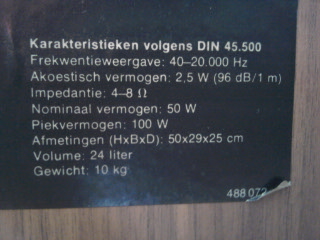 Karakteristieken volgens DIN 45.500
Frekwentieweergave: 40–20.000 Hz
Akoestisch vermogen: 2,5 W (96 dB/1 m)
Impedantie: 4–8 Ω
Nominaal vermogen: 50 W
Piekvermogen: 100 W
Afmetingen (HxBxD): 50x29x25 cm
Volume: 24 liter
Gewicht: 10 kg
488 072